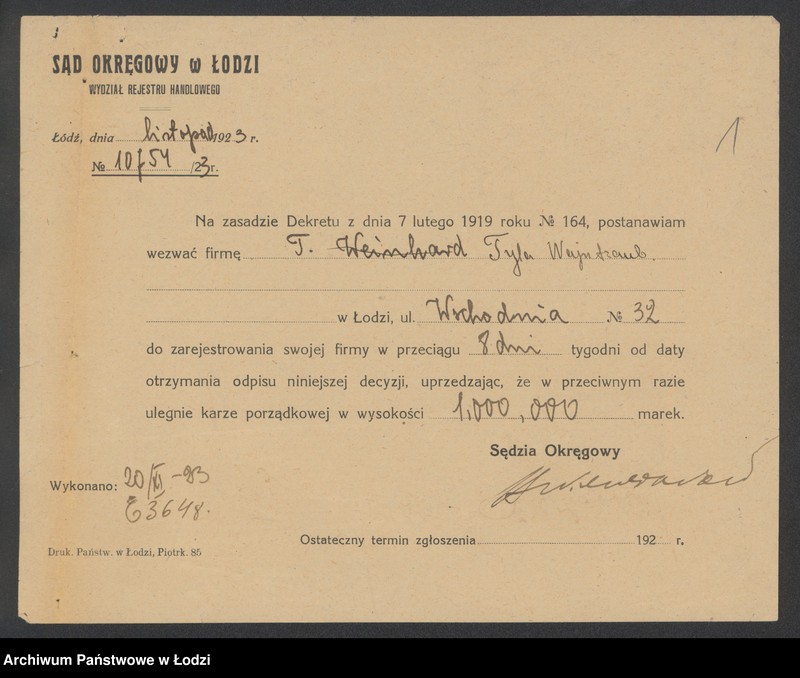 SĄD OKRĘGOWY w ŁODZI
WYDZIAŁ REJESTRU HANDLOWEGO
Łódź, dnia listopad 1923 r.
№ 10754 /23 r.
1
Na zasadzie Dekretu z dnia 7 lutego 1919 roku № 164, postanawiam
wezwać firmę T. Weinhard Tyla Wajntraub.
w Łodzi, ul. Wschodnia № 32
do zarejestrowania swojej firmy w przeciągu 8 dni tygodni od daty
otrzymania odpisu niniejszej decyzji, uprzedzając, że w przeciwnym razie
ulegnie karze porządkowej w wysokości 1,000,000 marek.
Sędzia Okręgowy
Wykonano: 20/XI -23
3648.
Ostateczny termin zgłoszenia 192 r.
Druk. Państw. w Łodzi, Piotrk. 85
Archiwum Państwowe w Łodzi